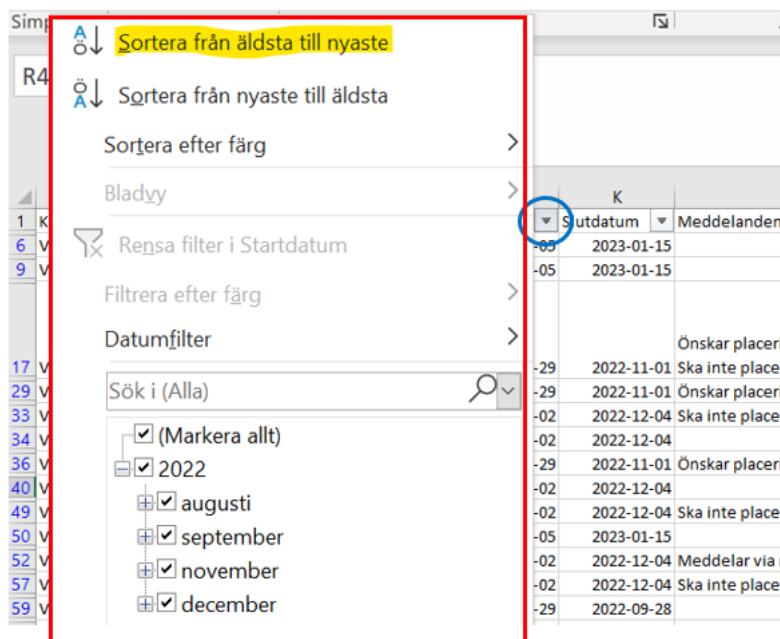 Sortera från äldsta till nyaste
Sortera från nyaste till äldsta
R4
Sortera efter färg
Bladvy
K
1 K Slutdatum Meddelanden
6 V -05 2023-01-15
Rensa filter i Startdatum
9 V -05 2023-01-15
Filtrera efter färg
Datumfilter
Önskar placeri
17 V -29 2022-11-01 Ska inte place
Sök i (Alla)
29 V -29 2022-11-01 Önskar placeri
33 V -02 2022-12-04 Ska inte place
(Markera allt)
34 V -02 2022-12-04
2022
36 V -29 2022-11-01 Önskar placeri
40 V -02 2022-12-04
augusti
49 V -02 2022-12-04 Ska inte place
50 V -05 2023-01-15
september
52 V -02 2022-12-04 Meddelar via
november
57 V -02 2022-12-04 Ska inte place
december
59 V -29 2022-09-28